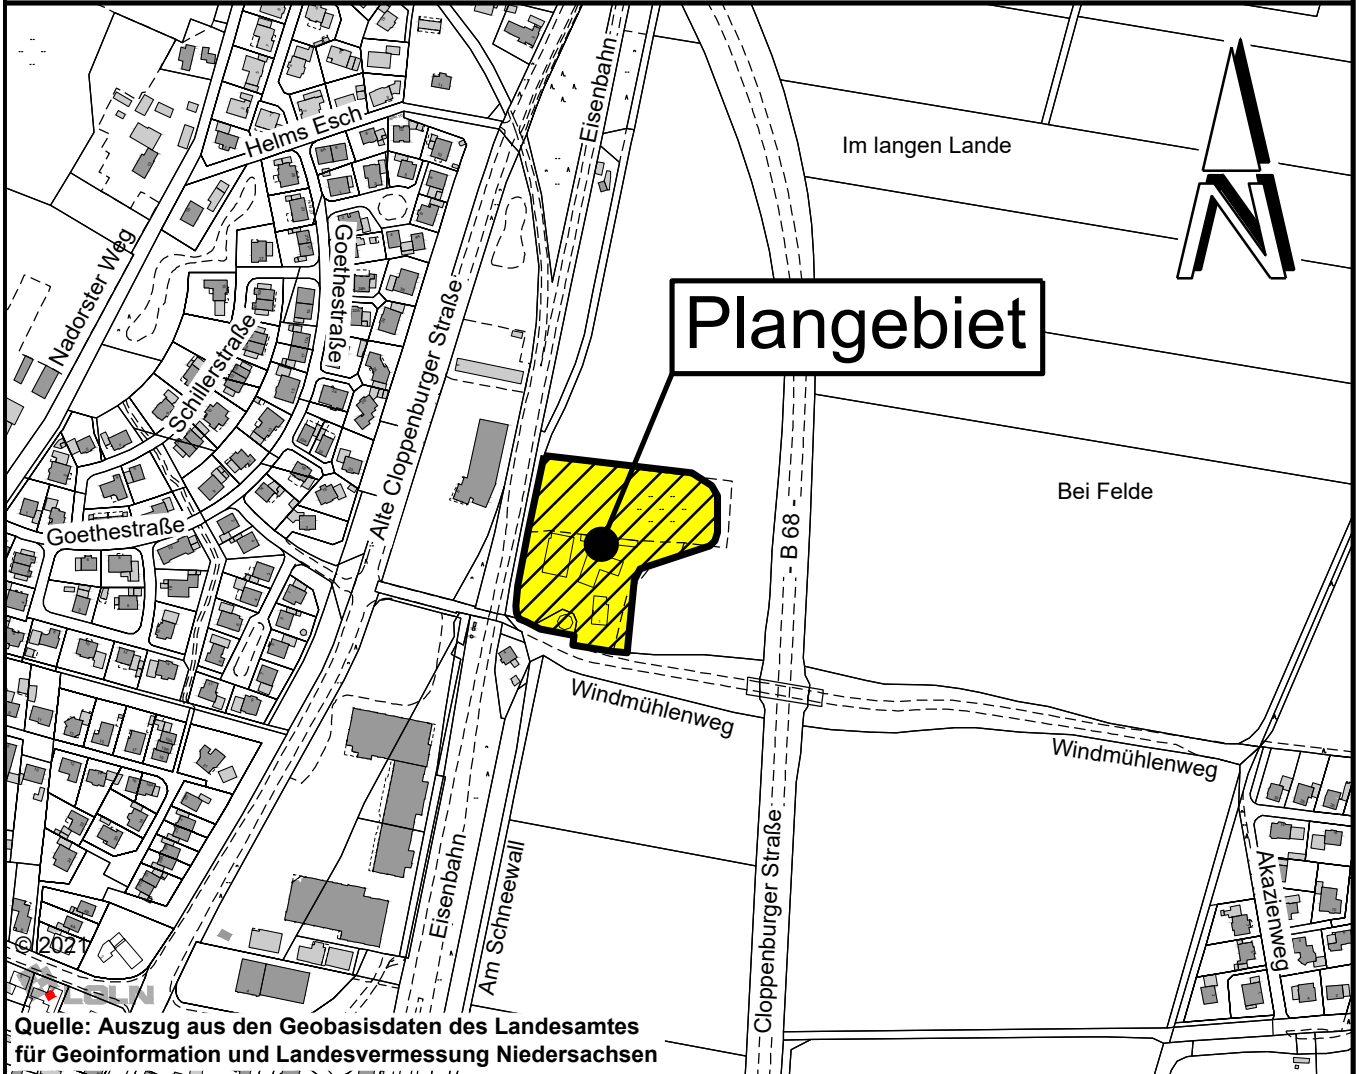 Helms Esch
Eisenbahn
Im langen Lande
N
Nadorster Weg
Goethestraße
Schillerstraße
Alte Cloppenburger Straße
Plangebiet
Bei Felde
Goethestraße
- B 68 -
Windmühlenweg
Windmühlenweg
Eisenbahn
Am Schneewall
Cloppenburger Straße
Akazienweg
© 2021
LGLN
Quelle: Auszug aus den Geobasisdaten des Landesamtes
für Geoinformation und Landesvermessung Niedersachsen